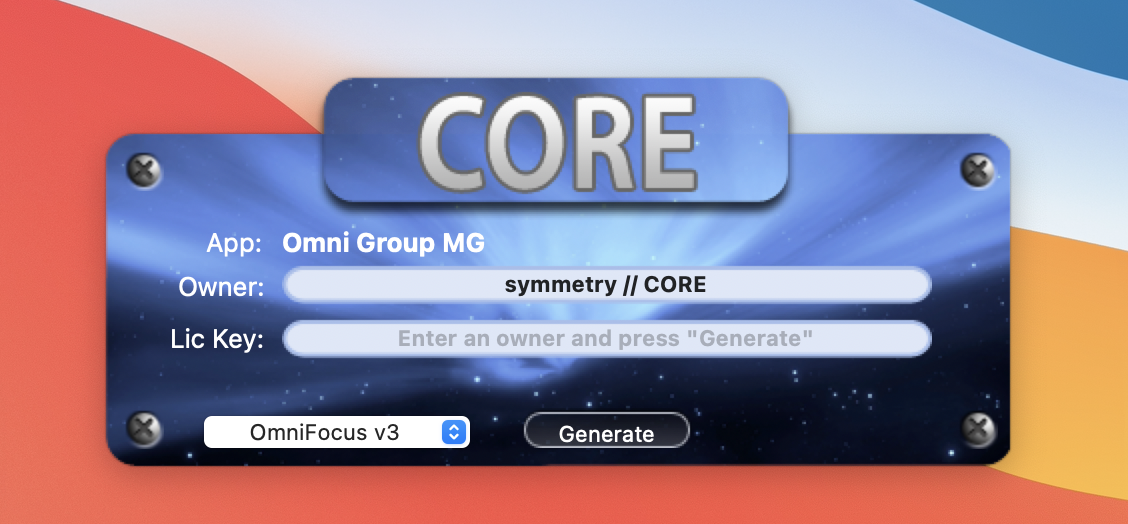 CORE
App: Omni Group MG
Owner: symmetry // CORE
Lic Key: Enter an owner and press "Generate"
OmniFocus v3 Generate